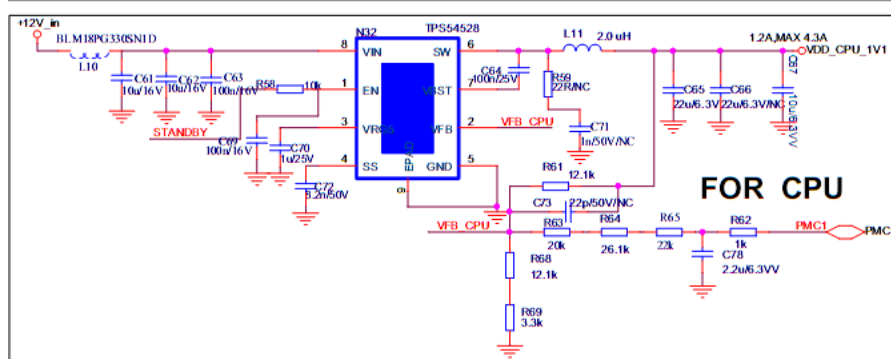 +12V_in
BLM18PG330SN1D
L10
C61
10u/16V
C62
10u/16V
C63
100n/16V
R58
10k
STANDBY
C69
100n/16V
C70
1u/25V
C72
8.2n/50V
N32
TPS54528
8
VIN
1
EN
3
VREG5
4
SS
SW
6
VBST
7
VFB
2
GND
5
EPAD
9
L11
2.0 uH
C64
100n/25V
R59
22R/NC
VFB_CPU
C71
1n/50V/NC
1.2A,MAX 4.3A
VDD_CPU_1V1
C65
22u/6.3V
C66
22u/6.3V/NC
10u/6.3VV
R61
12.1k
C73
22p/50V/NC
FOR CPU
VFB_CPU
R63
20k
R64
26.1k
R65
22k
R62
1k
PMC1
PMC
C78
2.2u/6.3VV
R68
12.1k
R69
3.3k